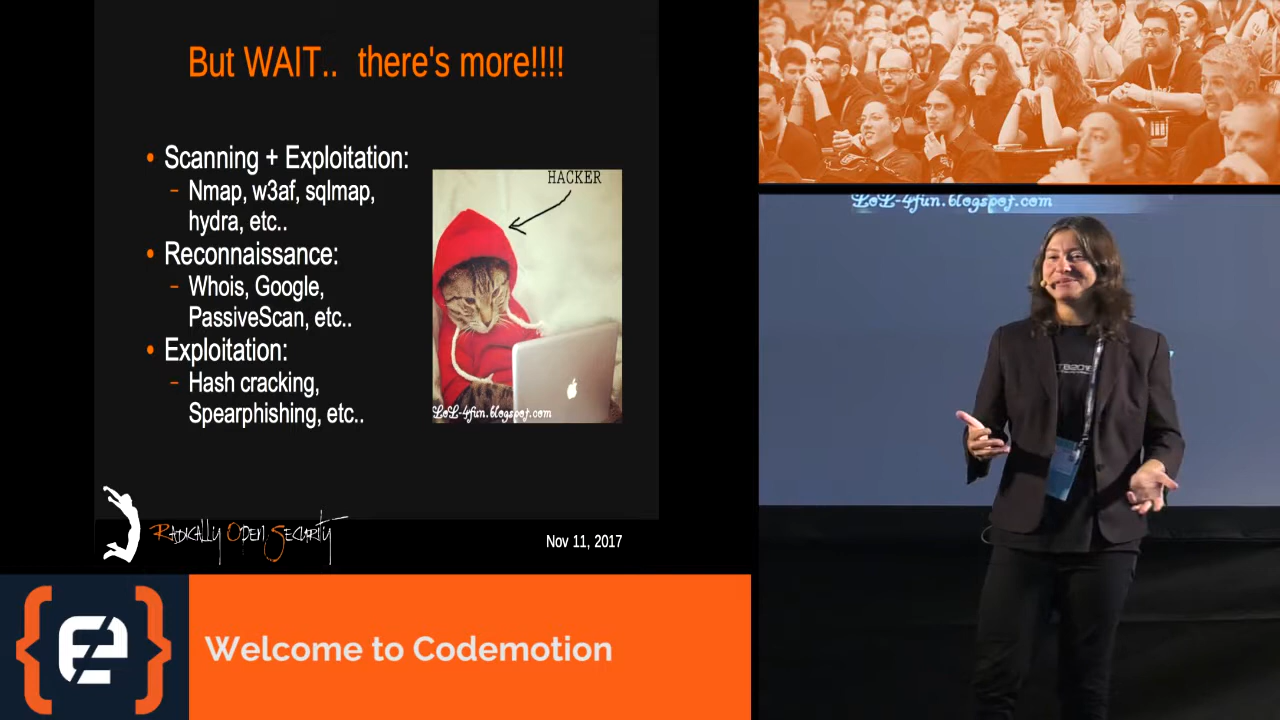 But WAIT.. there's more!!!!
• Scanning + Exploitation:
– Nmap, w3af, sqlmap,
hydra, etc..
• Reconnaissance:
– Whois, Google,
PassiveScan, etc..
• Exploitation:
– Hash cracking,
Spearphishing, etc..
HACKER
LoL-4fun.blogspot.com
Radically Open Security
Nov 11, 2017
Welcome to Codemotion
LoL-4fun.blogspot.com